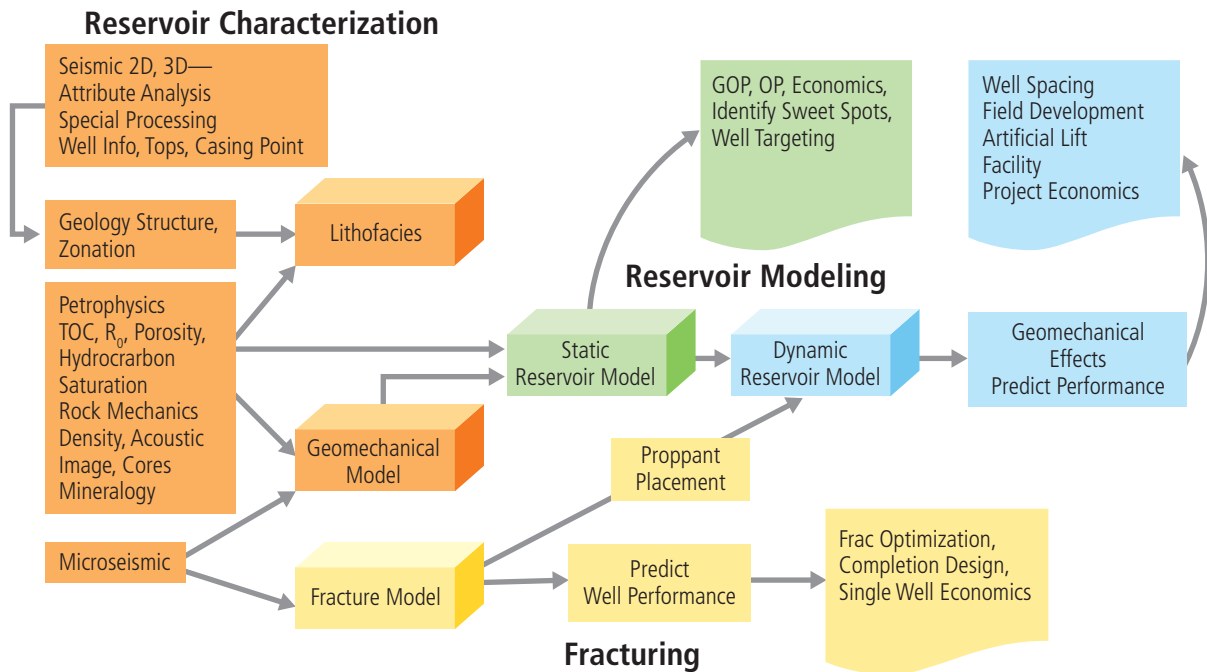 Reservoir Characterization
Seismic 2D, 3D—
Attribute Analysis
Special Processing
Well Info, Tops, Casing Point
Geology Structure,
Zonation
Lithofacies
Petrophysics
TOC, R₀, Porosity,
Hydrocrarbon
Saturation
Rock Mechanics
Density, Acoustic
Image, Cores
Mineralogy
Geomechanical
Model
Microseismic
Fracture Model
GOP, OP, Economics,
Identify Sweet Spots,
Well Targeting
Well Spacing
Field Development
Artificial Lift
Facility
Project Economics
Reservoir Modeling
Static
Reservoir Model
Dynamic
Reservoir Model
Geomechanical
Effects
Predict Performance
Proppant
Placement
Predict
Well Performance
Frac Optimization,
Completion Design,
Single Well Economics
Fracturing